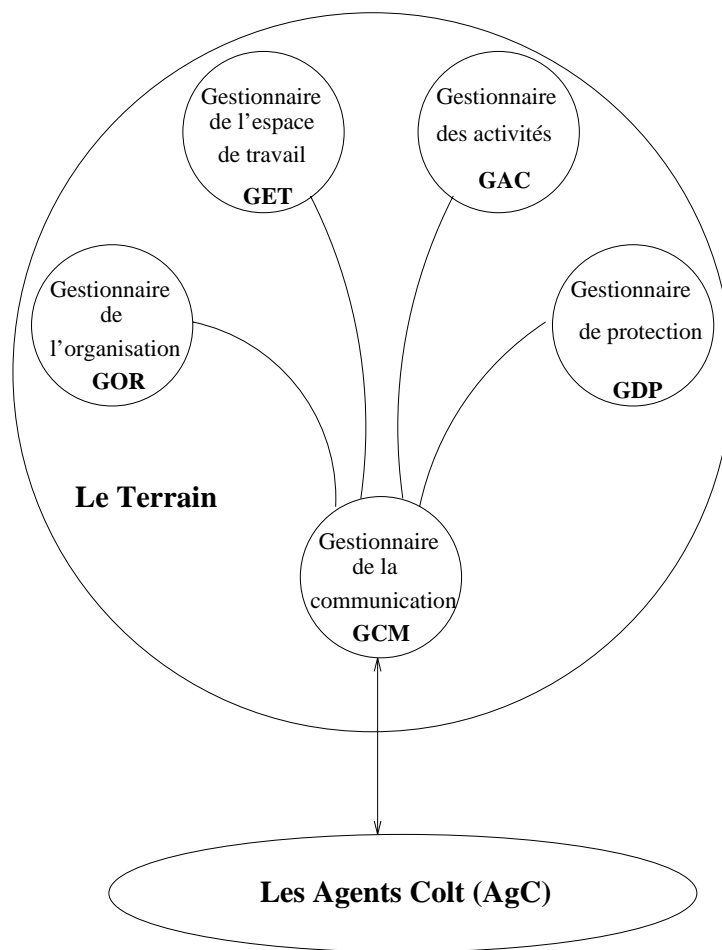 Gestionnaire
de l’espace
de travail
GET
Gestionnaire
des activités
GAC
Gestionnaire
de
l’organisation
GOR
Gestionnaire
de protection
GDP
Le Terrain
Gestionnaire
de la
communication
GCM
Les Agents Colt (AgC)